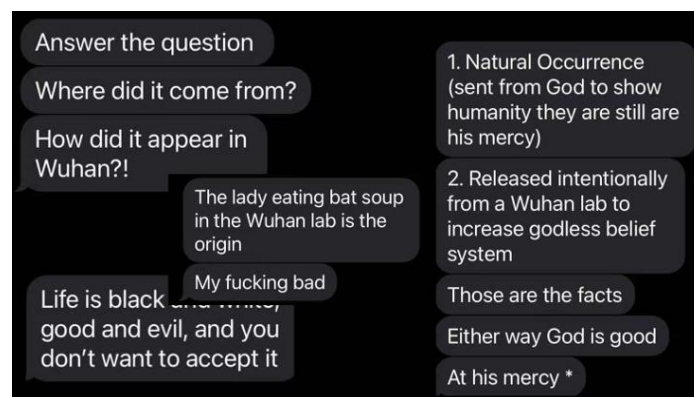 Answer the question
Where did it come from?
How did it appear in
Wuhan?!
The lady eating bat soup
in the Wuhan lab is the
origin
My fucking bad
Life is black and white,
good and evil, and you
don't want to accept it
1. Natural Occurrence
(sent from God to show
humanity they are still are
his mercy)
2. Released intentionally
from a Wuhan lab to
increase godless belief
system
Those are the facts
Either way God is good
At his mercy *